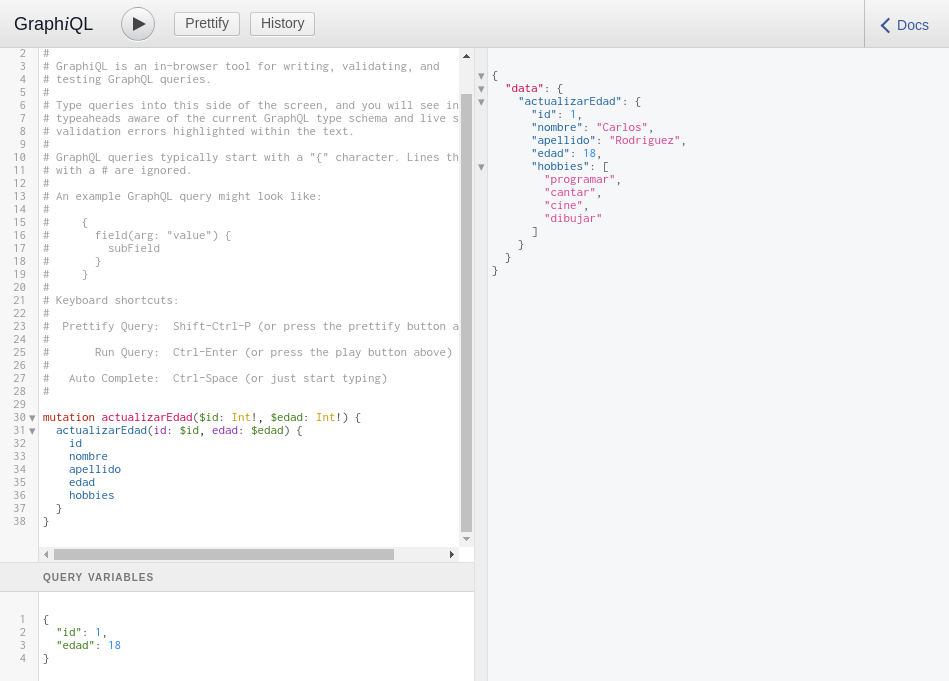 GraphiQL
Prettify
History
Docs
2 #
3 # GraphiQL is an in-browser tool for writing, validating, and
4 # testing GraphQL queries.
5 #
6 # Type queries into this side of the screen, and you will see in
7 # typeaheads aware of the current GraphQL type schema and live s
8 # validation errors highlighted within the text.
9 #
10 # GraphQL queries typically start with a "{" character. Lines th
11 # with a # are ignored.
12 #
13 # An example GraphQL query might look like:
14 #
15 #     {
16 #       field(arg: "value") {
17 #         subField
18 #       }
19 #     }
20 #
21 # Keyboard shortcuts:
22 #
23 #  Prettify Query:  Shift-Ctrl-P (or press the prettify button a
24 #
25 #       Run Query:  Ctrl-Enter (or press the play button above)
26 #
27 #   Auto Complete:  Ctrl-Space (or just start typing)
28 #
29
30 mutation actualizarEdad($id: Int!, $edad: Int!) {
31   actualizarEdad(id: $id, edad: $edad) {
32     id
33     nombre
34     apellido
35     edad
36     hobbies
37   }
38 }
QUERY VARIABLES
1 {
2   "id": 1,
3   "edad": 18
4 }
{
  "data": {
    "actualizarEdad": {
      "id": 1,
      "nombre": "Carlos",
      "apellido": "Rodriguez",
      "edad": 18,
      "hobbies": [
        "programar",
        "cantar",
        "cine",
        "dibujar"
      ]
    }
  }
}